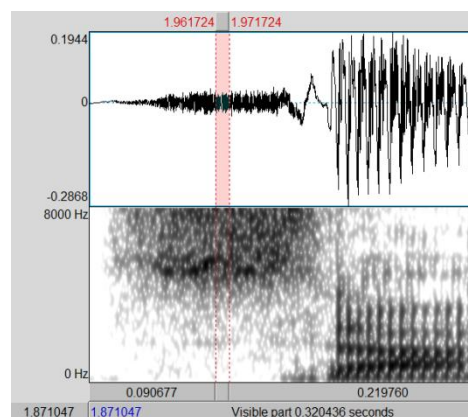 1.961724 1.971724
0.1944
0
-0.2868
8000 Hz
0 Hz
0.090677 0.219760
1.871047 1.871047 Visible part 0.320436 seconds